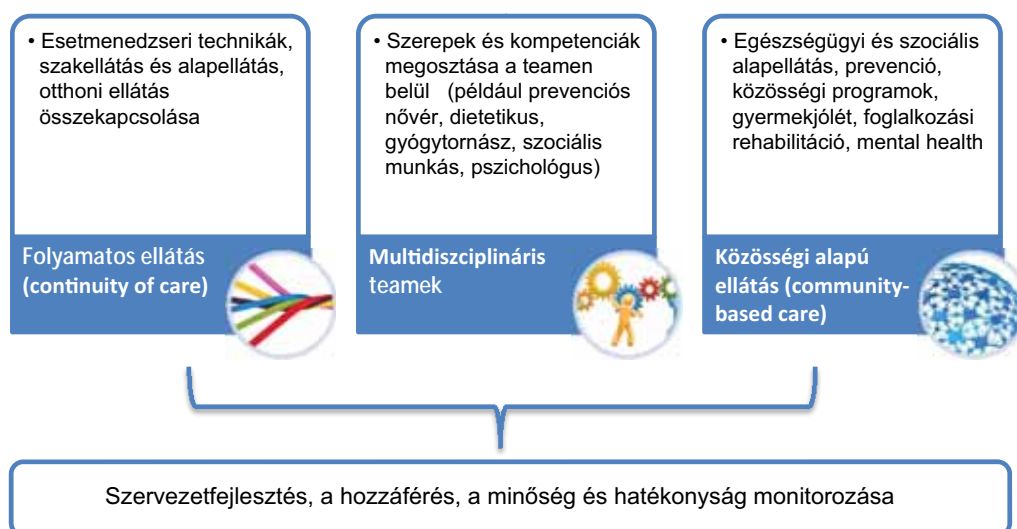 • Esetmenedzseri technikák,
szakellátás és alapellátás,
otthoni ellátás
összekapcsolása
Folyamatos ellátás
(continuity of care)
• Szerepek és kompetenciák
megosztása a teamen
belül (például prevenciós
nővér, dietetikus,
gyógytornász, szociális
munkás, pszichológus)
Multidiszciplináris
teamek
• Egészségügyi és szociális
alapellátás, prevenció,
közösségi programok,
gyermekjólét, foglalkozási
rehabilitáció, mental health
Közösségi alapú
ellátás (community-
based care)
Szervezetfejlesztés, a hozzáférés, a minőség és hatékonyság monitorozása